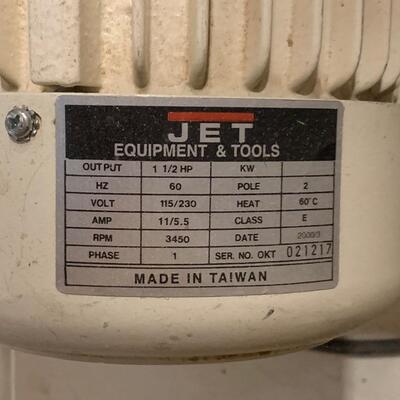 JET
EQUIPMENT & TOOLS
OUTPUT 1 1/2 HP KW
HZ 60 POLE 2
VOLT 115/230 HEAT 60°C
AMP 11/5.5 CLASS E
RPM 3450 DATE
PHASE 1 SER. NO. OKT 021217
MADE IN TAIWAN